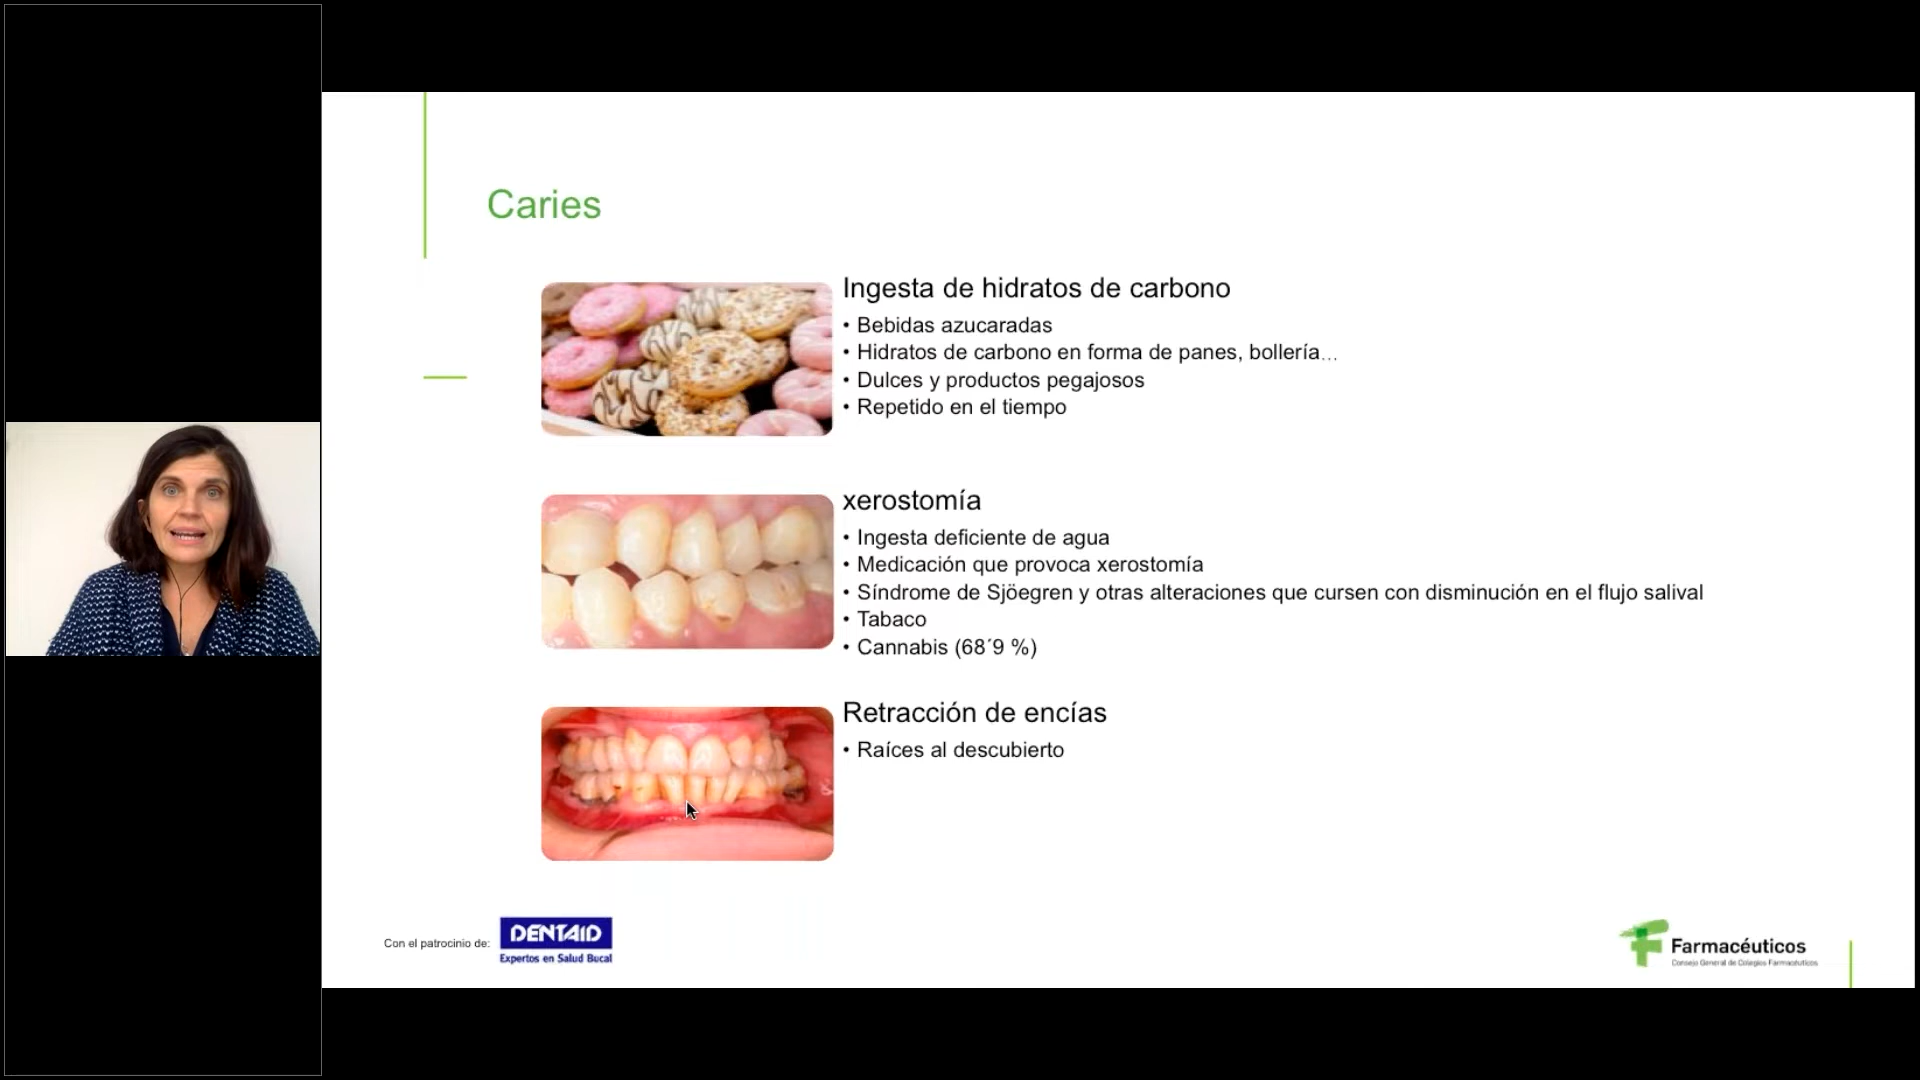 Caries
Ingesta de hidratos de carbono
• Bebidas azucaradas
• Hidratos de carbono en forma de panes, bollería…
• Dulces y productos pegajosos
• Repetido en el tiempo
xerostomía
• Ingesta deficiente de agua
• Medicación que provoca xerostomía
• Síndrome de Sjöegren y otras alteraciones que cursen con disminución en el flujo salival
• Tabaco
• Cannabis (68´9 %)
Retracción de encías
• Raíces al descubierto
Con el patrocinio de:
DENTAID
Expertos en Salud Bucal
Farmacéuticos
Consejo General de Colegios Farmacéuticos